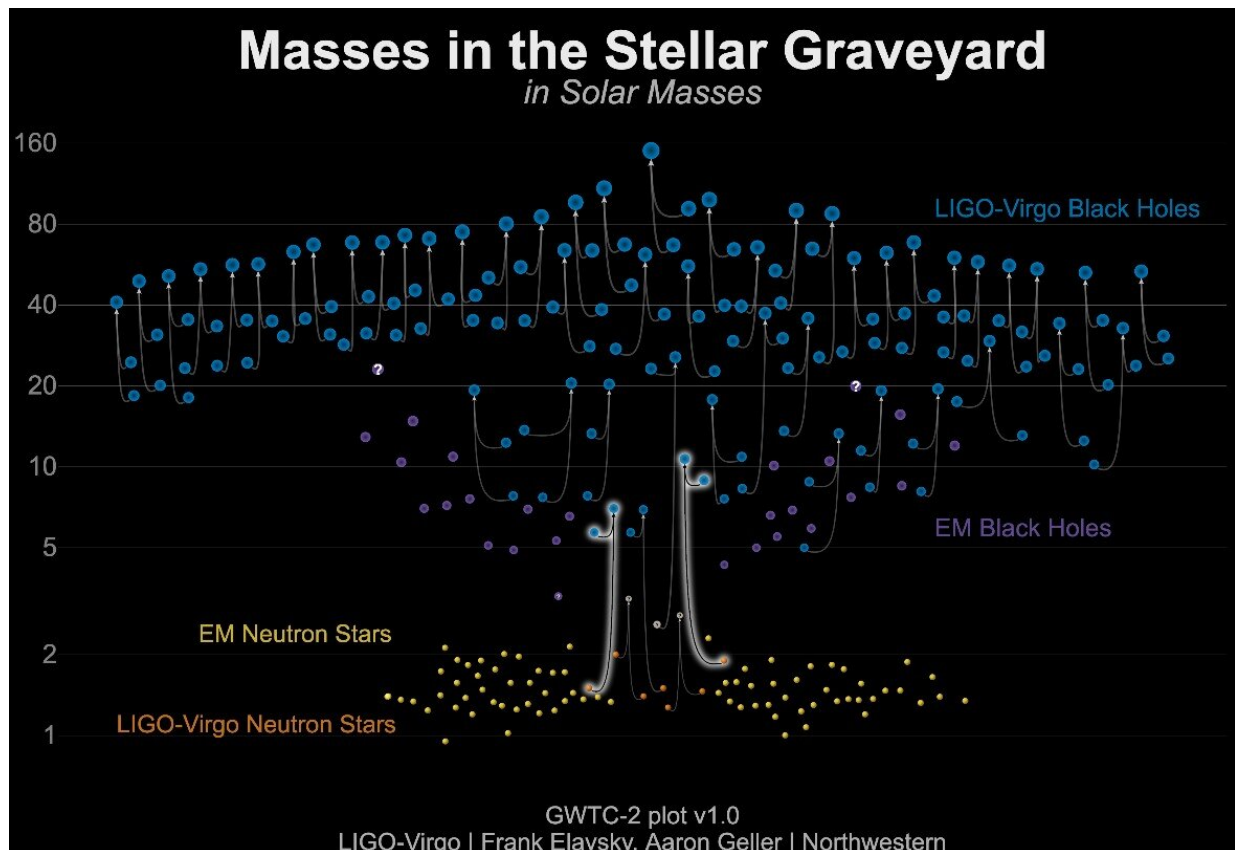 Masses in the Stellar Graveyard
in Solar Masses
160
LIGO-Virgo Black Holes
80
40
?
20
?
10
EM Black Holes
5
EM Neutron Stars
2
LIGO-Virgo Neutron Stars
1
GWTC-2 plot v1.0
LIGO-Virgo | Frank Elavsky, Aaron Geller | Northwestern